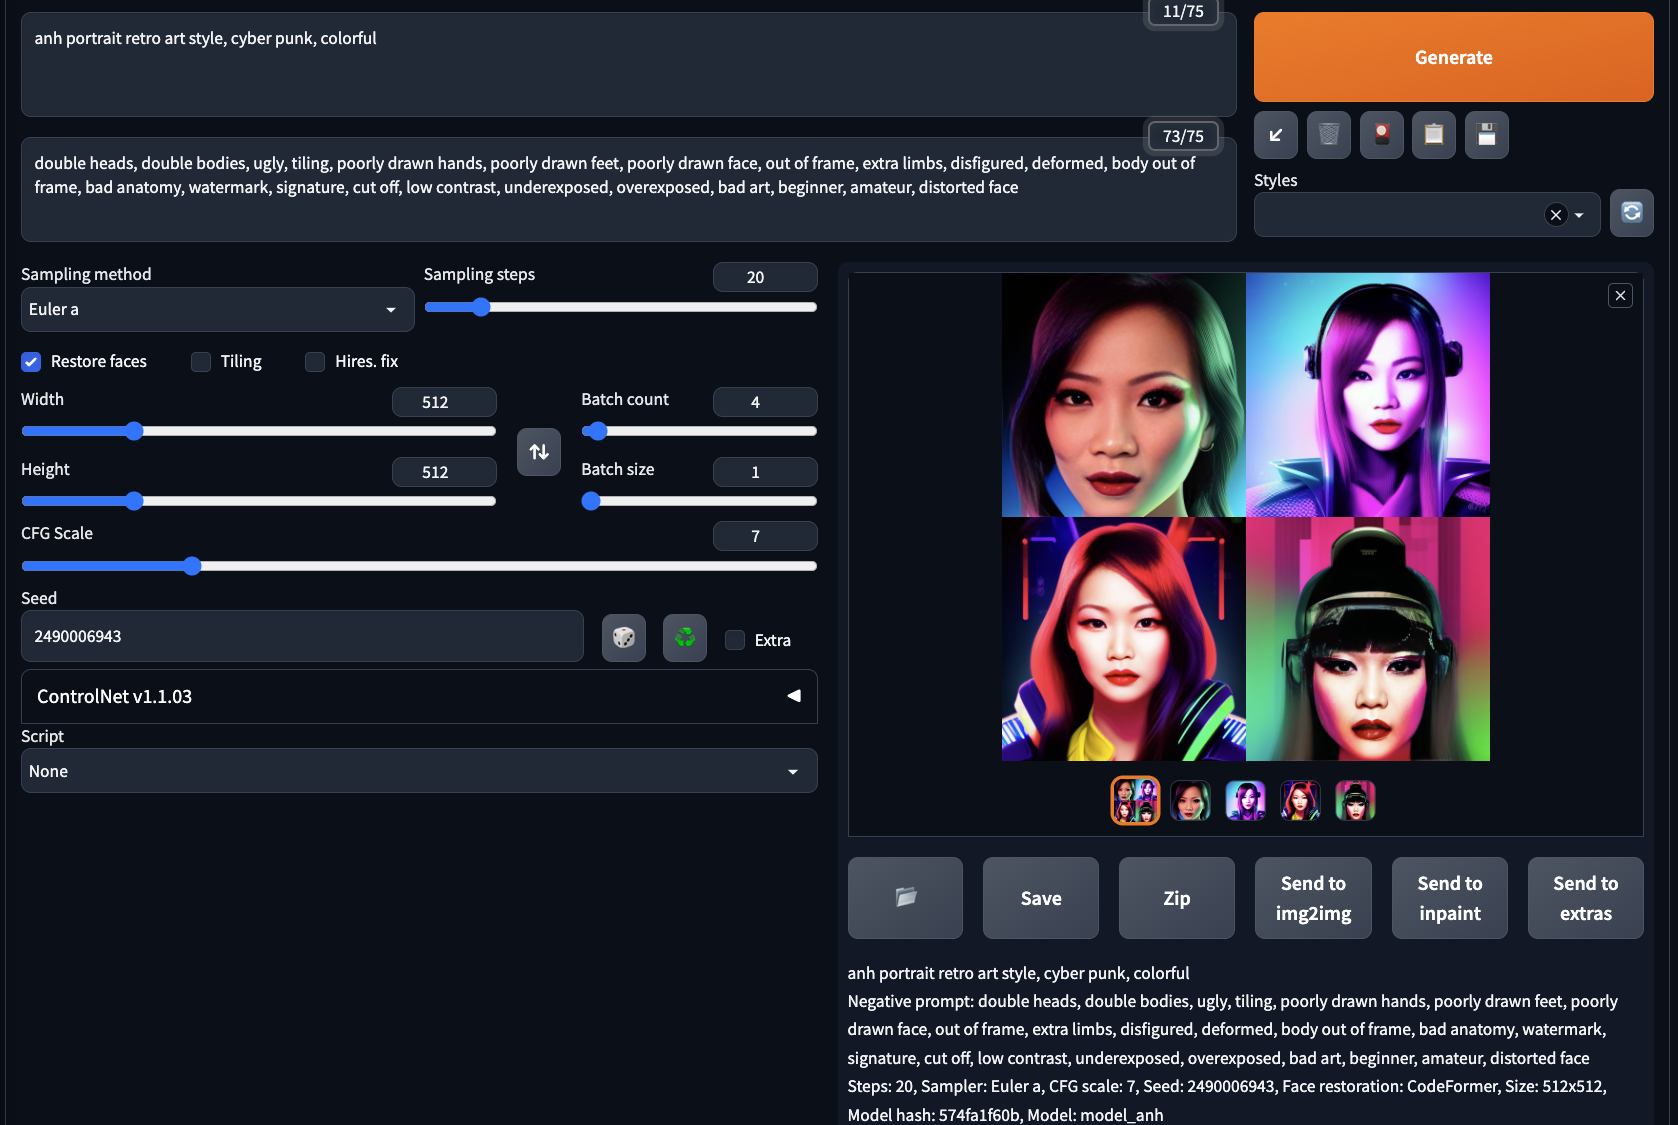 11/75
anh portrait retro art style, cyber punk, colorful
Generate
73/75
double heads, double bodies, ugly, tiling, poorly drawn hands, poorly drawn feet, poorly drawn face, out of frame, extra limbs, disfigured, deformed, body out of
frame, bad anatomy, watermark, signature, cut off, low contrast, underexposed, overexposed, bad art, beginner, amateur, distorted face
Styles
Sampling method
Euler a
Sampling steps
20
Restore faces
Tiling
Hires. fix
Width
512
Batch count
4
Height
512
Batch size
1
CFG Scale
7
Seed
2490006943
Extra
ControlNet v1.1.03
Script
None
Save
Zip
Send to
img2img
Send to
inpaint
Send to
extras
anh portrait retro art style, cyber punk, colorful
Negative prompt: double heads, double bodies, ugly, tiling, poorly drawn hands, poorly drawn feet, poorly
drawn face, out of frame, extra limbs, disfigured, deformed, body out of frame, bad anatomy, watermark,
signature, cut off, low contrast, underexposed, overexposed, bad art, beginner, amateur, distorted face
Steps: 20, Sampler: Euler a, CFG scale: 7, Seed: 2490006943, Face restoration: CodeFormer, Size: 512x512,
Model hash: 574fa1f60b, Model: model_anh